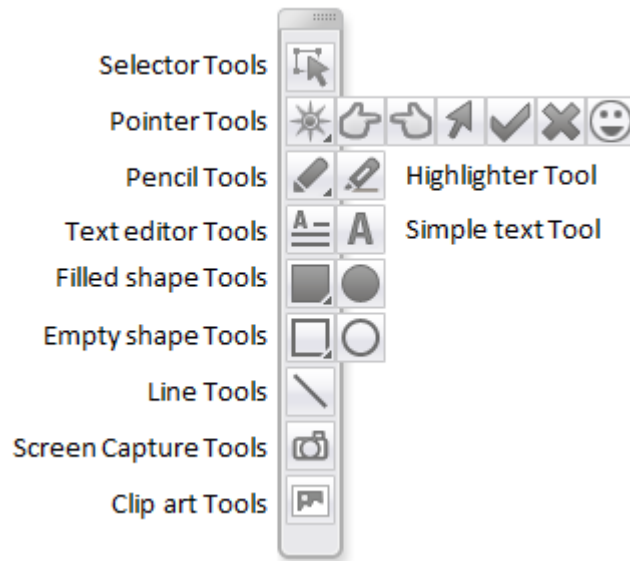 Selector Tools
Pointer Tools
Pencil Tools
Highlighter Tool
Text editor Tools
Simple text Tool
Filled shape Tools
Empty shape Tools
Line Tools
Screen Capture Tools
Clip art Tools